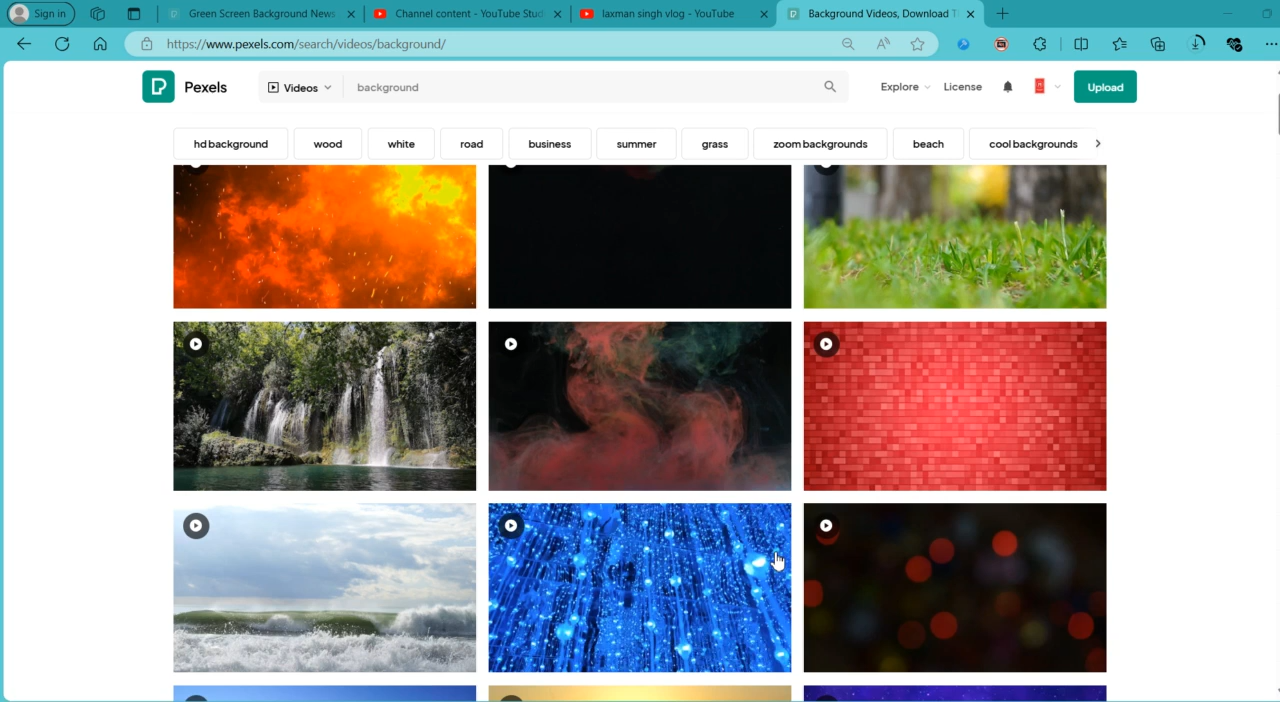 Sign in
Green Screen Background News
Channel content - YouTube Stud
laxman singh vlog - YouTube
Background Videos, Download T
https://www.pexels.com/search/videos/background/
Pexels
Videos
background
Explore
License
Upload
hd background
wood
white
road
business
summer
grass
zoom backgrounds
beach
cool backgrounds